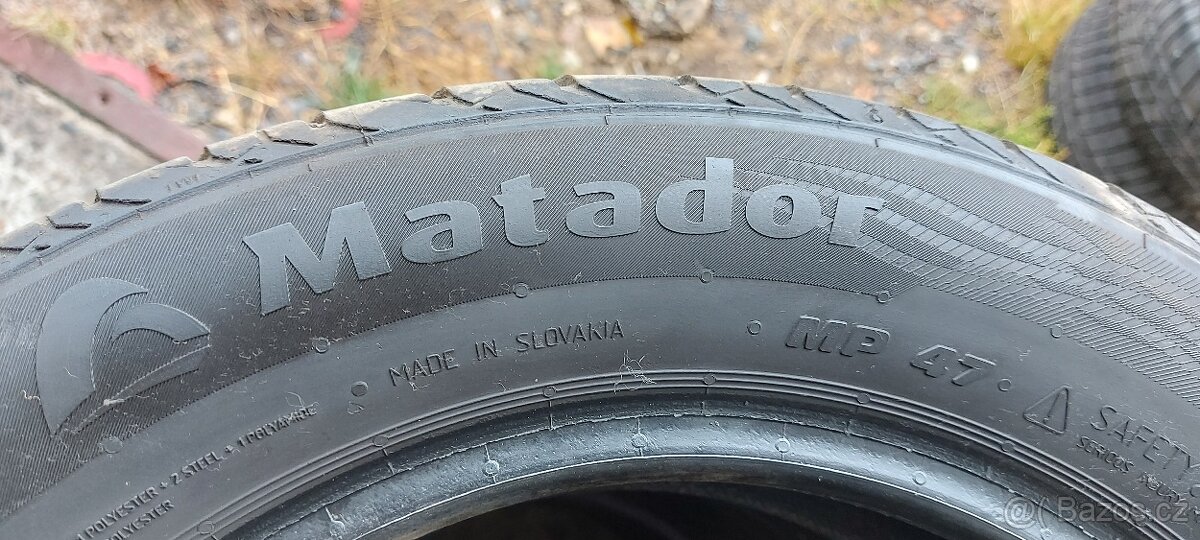 Matador
MADE IN SLOVAKIA
MP 47
SAFETY
POLYESTER + 2 STEEL + 1 POLYAMIDE
POLYESTER
Bazos.cz